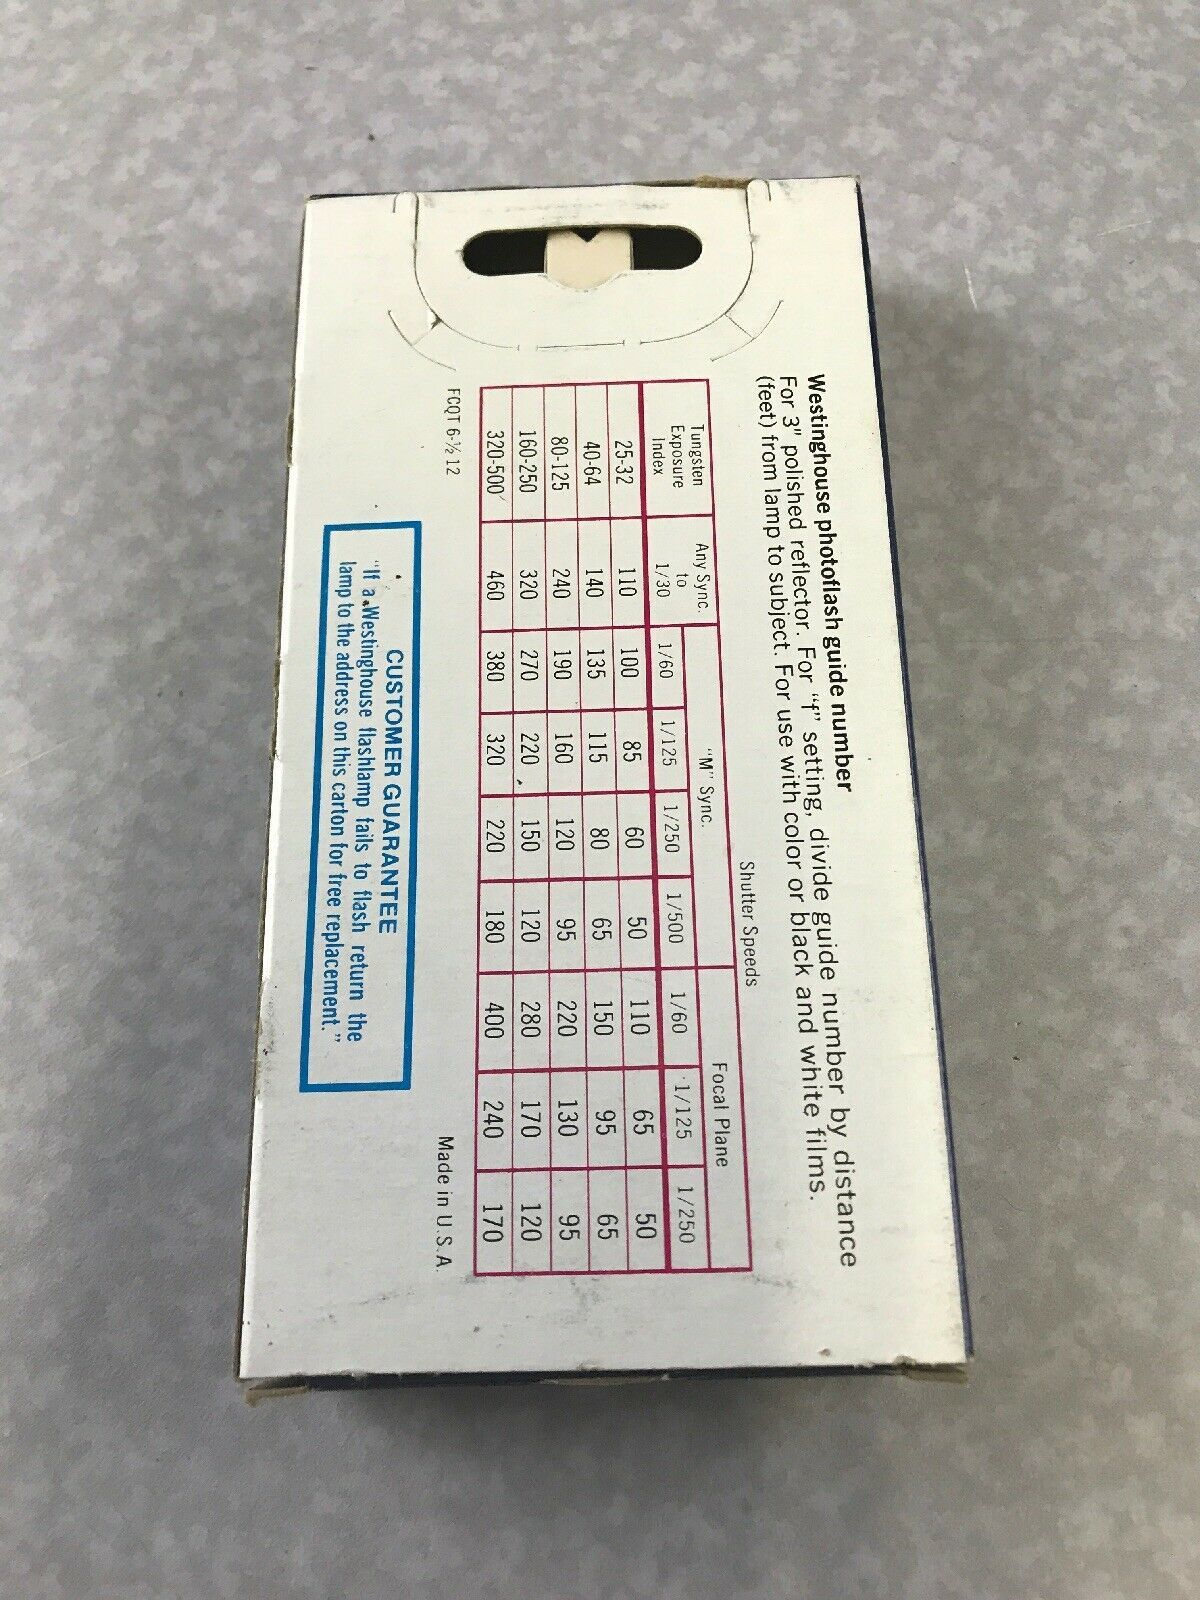 Westinghouse photoflash guide number
For 3" polished reflector. For "f" setting, divide guide number by distance
(feet) from lamp to subject. For use with color or black and white films.
Shutter Speeds
Tungsten Exposure Index
Any Sync. to 1/30
"M" Sync.
Focal Plane
1/60 1/125 1/250 1/500 1/60 1/125 1/250
25-32 110 100 85 60 50 110 65 50
40-64 140 135 115 80 65 150 95 65
80-125 240 190 160 120 95 220 130 95
160-250 320 270 220 150 120 280 170 120
320-500 460 380 320 220 180 400 240 170
FCQT 6-½ 12
Made in U.S.A.
CUSTOMER GUARANTEE
"If a Westinghouse flashlamp fails to flash return the
lamp to the address on this carton for free replacement."